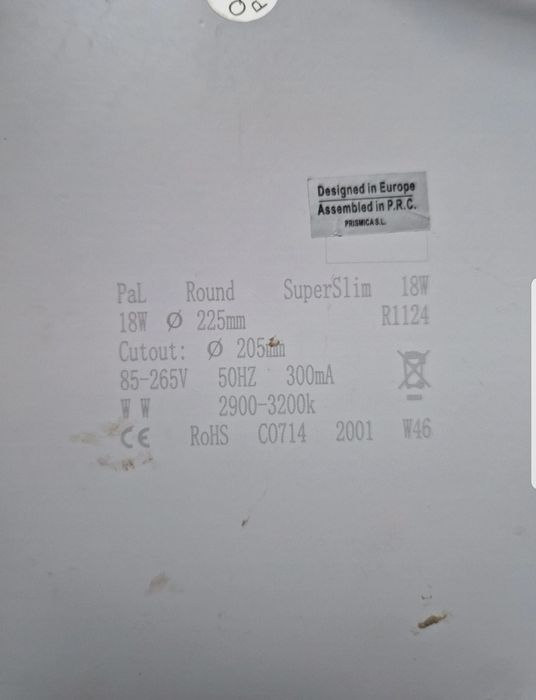 Designed in Europe
Assembled in P.R.C.
PRISMICA S.L.
PaL Round SuperSlim 18W
18W Ø 225mm R1124
Cutout: Ø 205mm
85-265V 50HZ 300mA
W W 2900-3200k
CE RoHS C0714 2001 W46